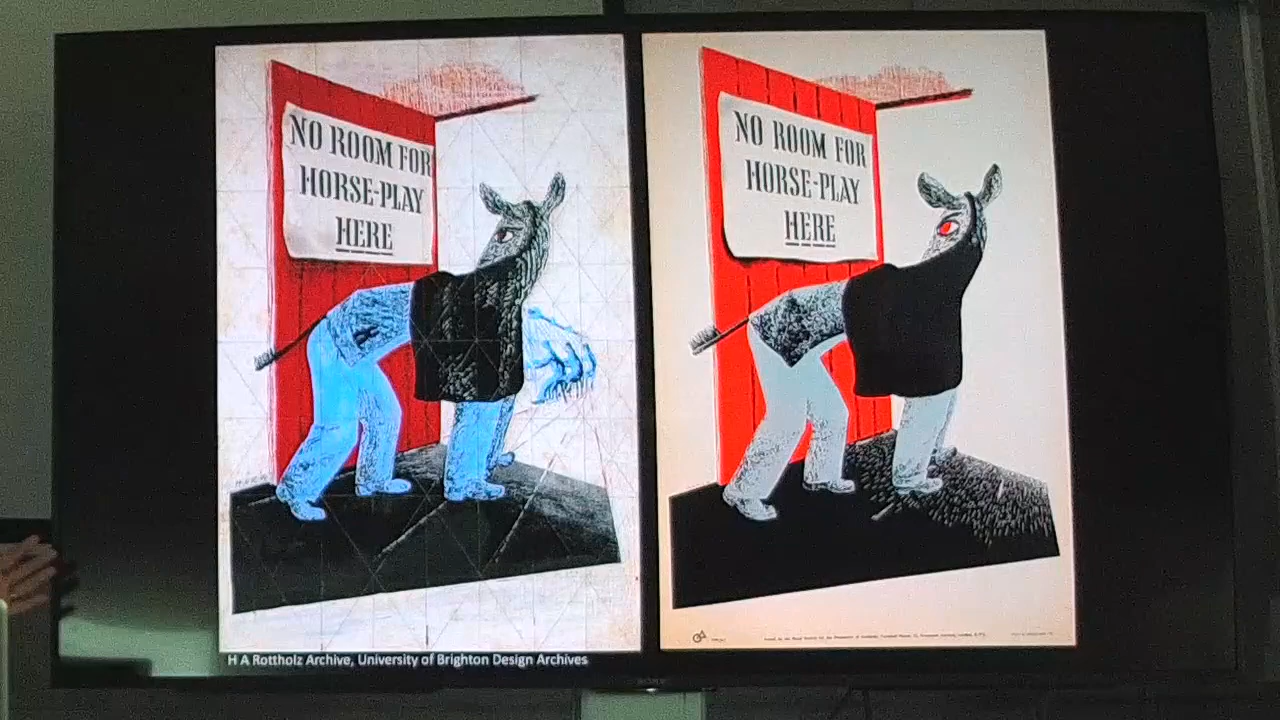 NO ROOM FOR
HORSE-PLAY
HERE
NO ROOM FOR
HORSE-PLAY
HERE
H A Rottholz Archive, University of Brighton Design Archives